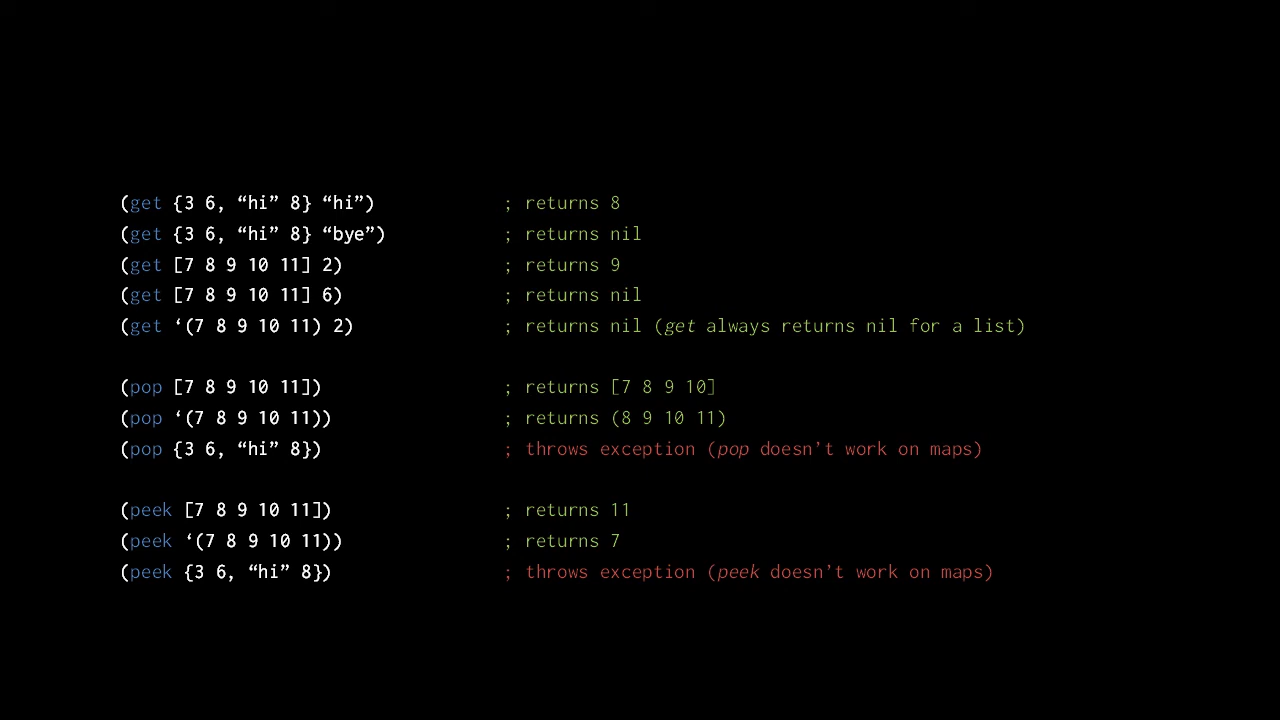 (get {3 6, “hi” 8} “hi”) ; returns 8
(get {3 6, “hi” 8} “bye”) ; returns nil
(get [7 8 9 10 11] 2) ; returns 9
(get [7 8 9 10 11] 6) ; returns nil
(get ‘(7 8 9 10 11) 2) ; returns nil (get always returns nil for a list)
(pop [7 8 9 10 11]) ; returns [7 8 9 10]
(pop ‘(7 8 9 10 11)) ; returns (8 9 10 11)
(pop {3 6, “hi” 8}) ; throws exception (pop doesn’t work on maps)
(peek [7 8 9 10 11]) ; returns 11
(peek ‘(7 8 9 10 11)) ; returns 7
(peek {3 6, “hi” 8}) ; throws exception (peek doesn’t work on maps)